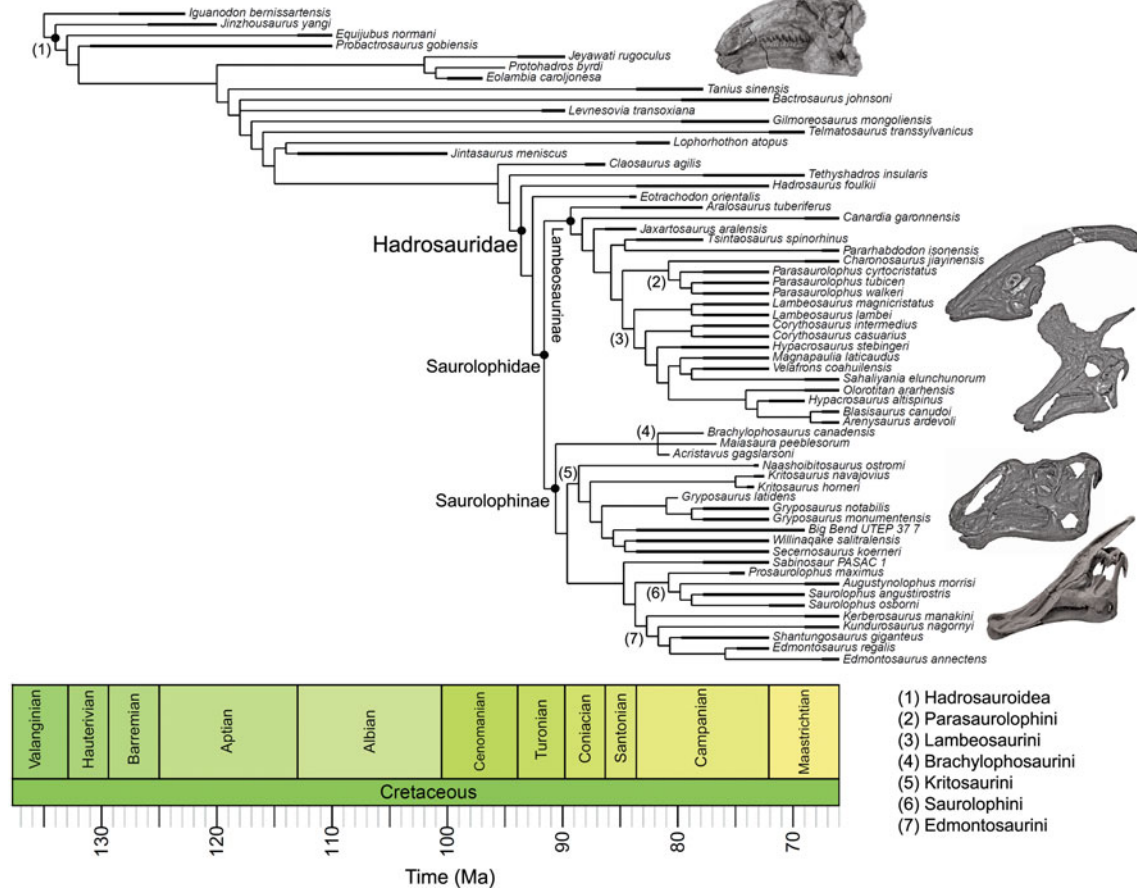 Iguanodon bernissartensis
Jinzhousaurus yangi
Equijubus normani
(1)
Probactrosaurus gobiensis
Jeyawati rugoculus
Protohadros byrdi
Eolambia caroljonesa
Tanius sinensis
Bactrosaurus johnsoni
Levnesovia transoxiana
Gilmoreosaurus mongoliensis
Telmatosaurus transsylvanicus
Lophorhothon atopus
Jintasaurus meniscus
Claosaurus agilis
Tethyshadros insularis
Hadrosaurus foulkii
Eotrachodon orientalis
Aralosaurus tuberiferus
Canardia garonnensis
Jaxartosaurus aralensis
Hadrosauridae
Lambeosaurinae
Tsintaosaurus spinorhinus
Pararhabdodon isonensis
Charonosaurus jiayinensis
Parasaurolophus cyrtocristatus
(2)
Parasaurolophus tubicen
Parasaurolophus walkeri
Lambeosaurus magnicristatus
Lambeosaurus lambei
Corythosaurus intermedius
(3)
Corythosaurus casuarius
Hypacrosaurus stebingeri
Magnapaulia laticaudus
Saurolophidae
Velafrons coahuilensis
Sahaliyania elunchunorum
Olorotitan ararhensis
Hypacrosaurus altispinus
Blasisaurus canudoi
Arenysaurus ardevoli
(4)
Brachylophosaurus canadensis
Maiasaura peeblesorum
Acristavus gagslarsoni
(5)
Naashoibitosaurus ostromi
Kritosaurus navajovius
Kritosaurus horneri
Saurolophinae
Gryposaurus latidens
Gryposaurus notabilis
Gryposaurus monumentensis
Big Bend UTEP 37 7
Willinaqake salitralensis
Secernosaurus koerneri
Sabinosaur PASAC 1
Prosaurolophus maximus
Augustynolophus morrisi
(6)
Saurolophus angustirostris
Saurolophus osborni
Kerberosaurus manakini
Kundurosaurus nagornyi
(7)
Shantungosaurus giganteus
Edmontosaurus regalis
Edmontosaurus annectens
Valanginian
Hauterivian
Barremian
Aptian
Albian
Cenomanian
Turonian
Coniacian
Santonian
Campanian
Maastrichtian
Cretaceous
130
120
110
100
90
80
70
Time (Ma)
(1) Hadrosauroidea
(2) Parasaurolophini
(3) Lambeosaurini
(4) Brachylophosaurini
(5) Kritosaurini
(6) Saurolophini
(7) Edmontosaurini